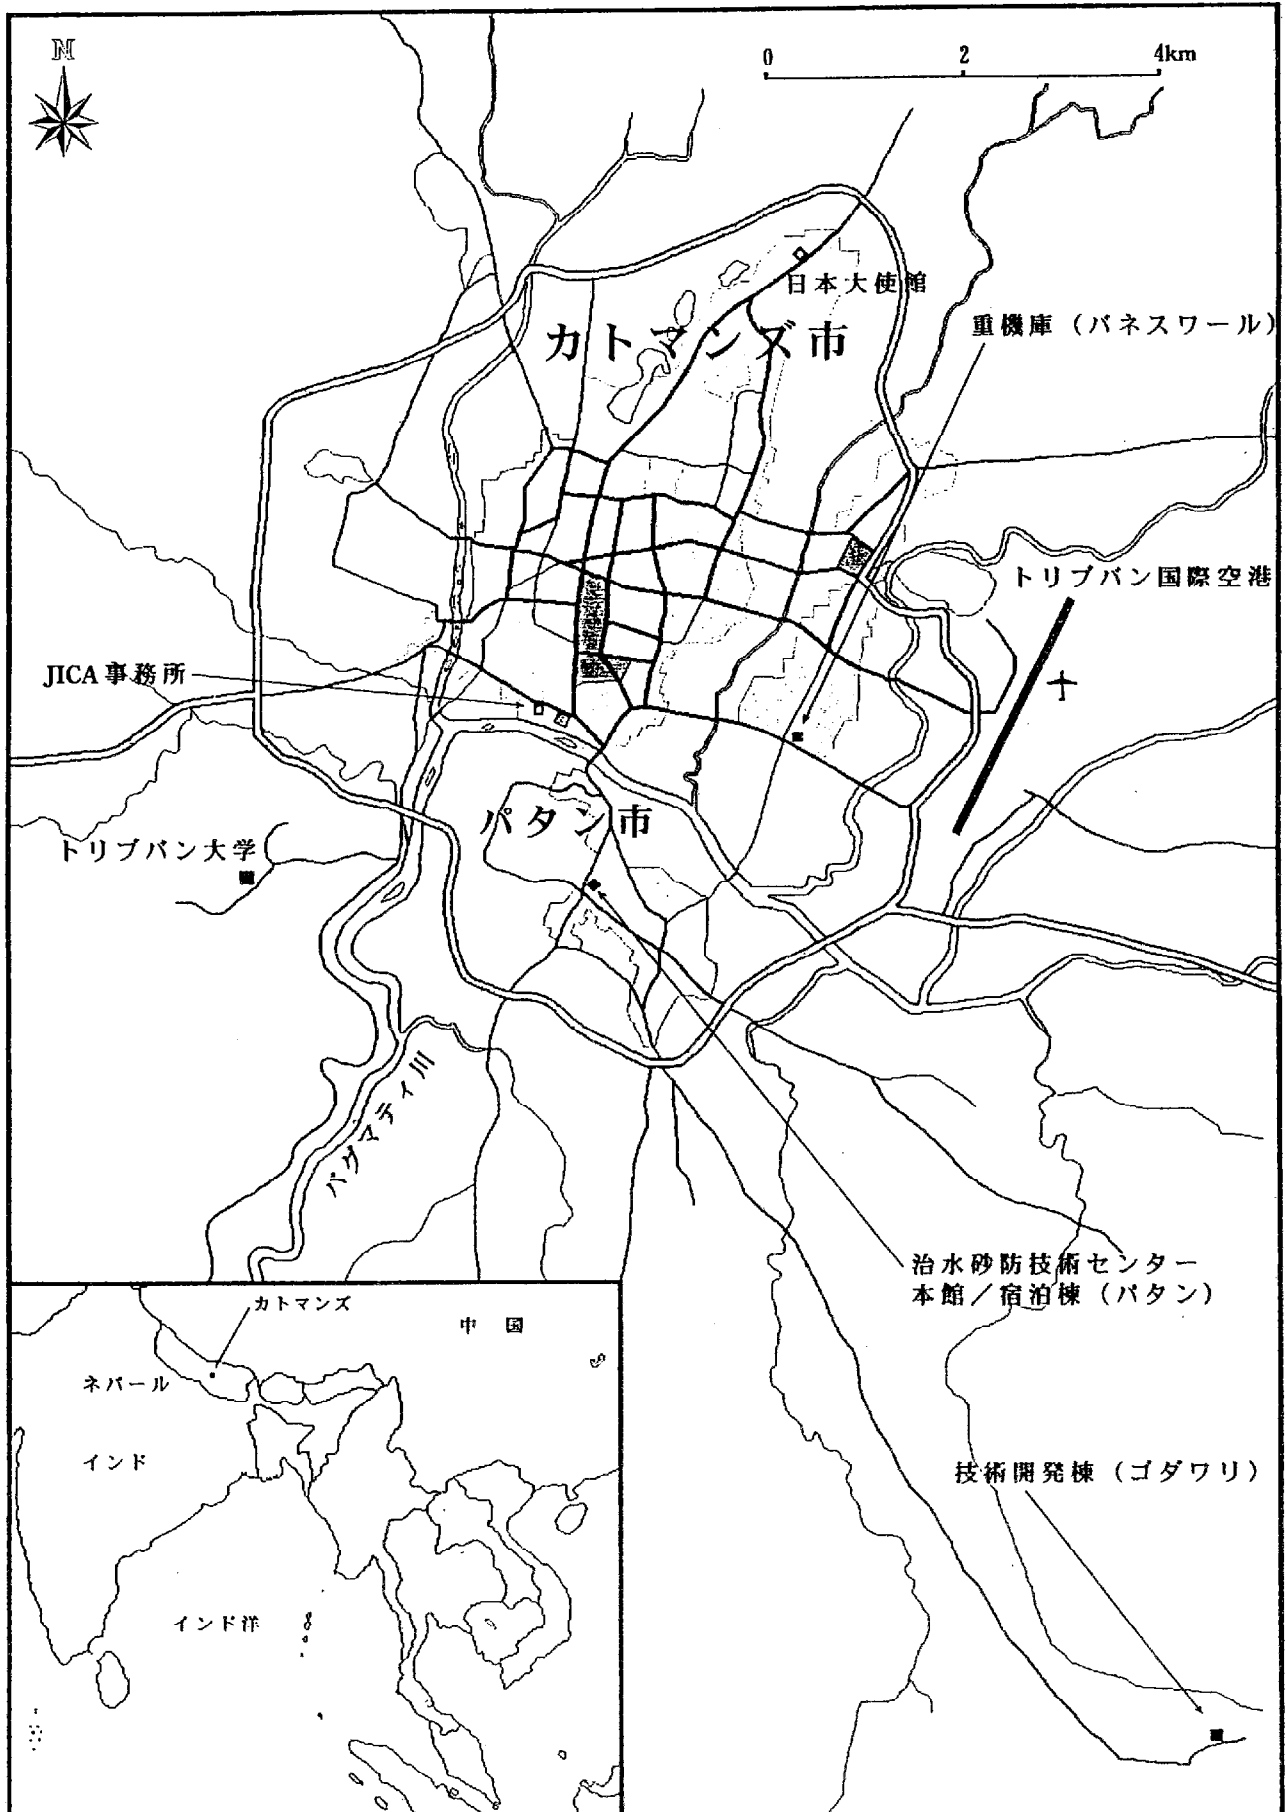 N
0 2 4km
日本大使館
重機庫（バネスワール）
カトマンズ市
トリブバン国際空港
JICA事務所
パタン市
トリブバン大学
バグマティ川
治水砂防技術センター
本館／宿泊棟（パタン）
カトマンズ
中国
ネパール
インド
技術開発棟（ゴダワリ）
インド洋